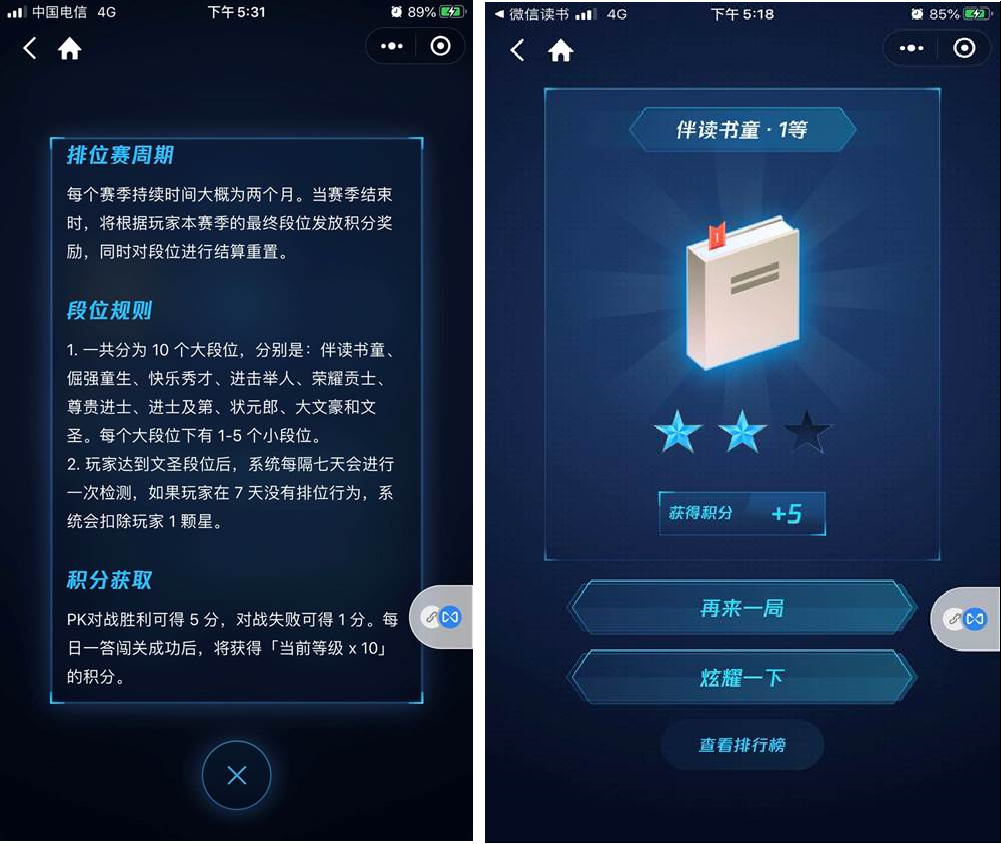 中国电信 4G 下午 5:31 89%
排位赛周期
每个赛季持续时间大概为两个月。当赛季结束
时，将根据玩家本赛季的最终段位发放积分奖
励，同时对段位进行结算重置。
段位规则
1. 一共分为 10 个大段位，分别是：伴读书童、
倔强童生、快乐秀才、进击举人、荣耀贡士、
尊贵进士、进士及第、状元郎、大文豪和文
圣。每个大段位下有 1-5 个小段位。
2. 玩家达到文圣段位后，系统每隔七天会进行
一次检测，如果玩家在 7 天没有排位行为，系
统会扣除玩家 1 颗星。
积分获取
PK对战胜利可得 5 分，对战失败可得 1 分。每
日一答闯关成功后，将获得「当前等级 x 10」
的积分。
微信读书 4G 下午 5:18 85%
伴读书童 · 1等
1
获得积分 +5
再来一局
炫耀一下
查看排行榜